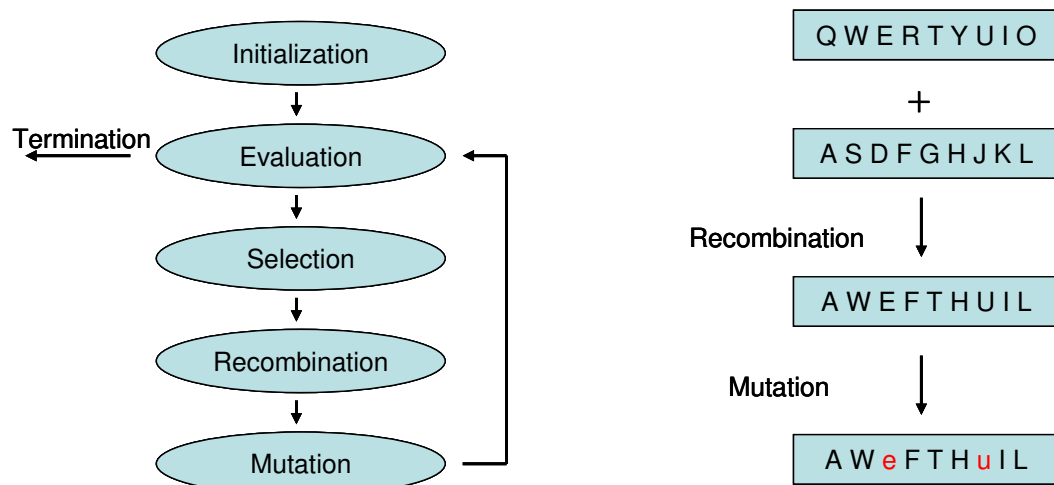 Initialization
Termination
Evaluation
Selection
Recombination
Mutation
Q W E R T Y U I O
+
A S D F G H J K L
Recombination
A W E F T H U I L
Mutation
A W e F T H u I L